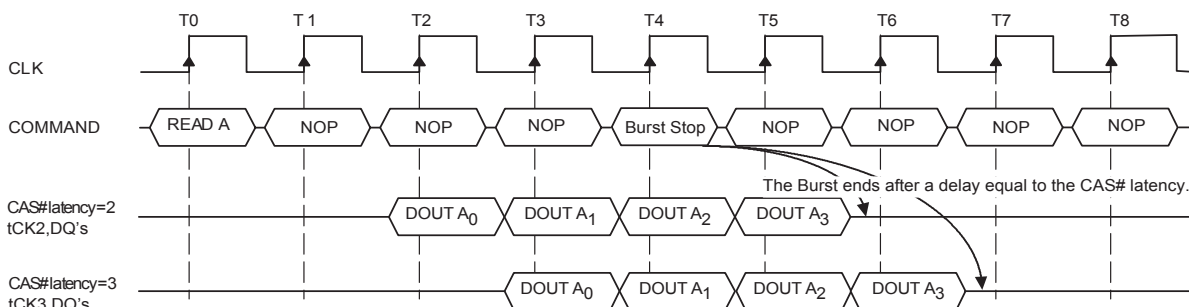 T0 T1 T2 T3 T4 T5 T6 T7 T8
CLK
COMMAND READ A NOP NOP NOP Burst Stop NOP NOP NOP NOP
The Burst ends after a delay equal to the CAS# latency.
CAS# latency=2
tCK2,DQ's
DOUT A0 DOUT A1 DOUT A2 DOUT A3
CAS# latency=3
tCK3,DQ's
DOUT A0 DOUT A1 DOUT A2 DOUT A3